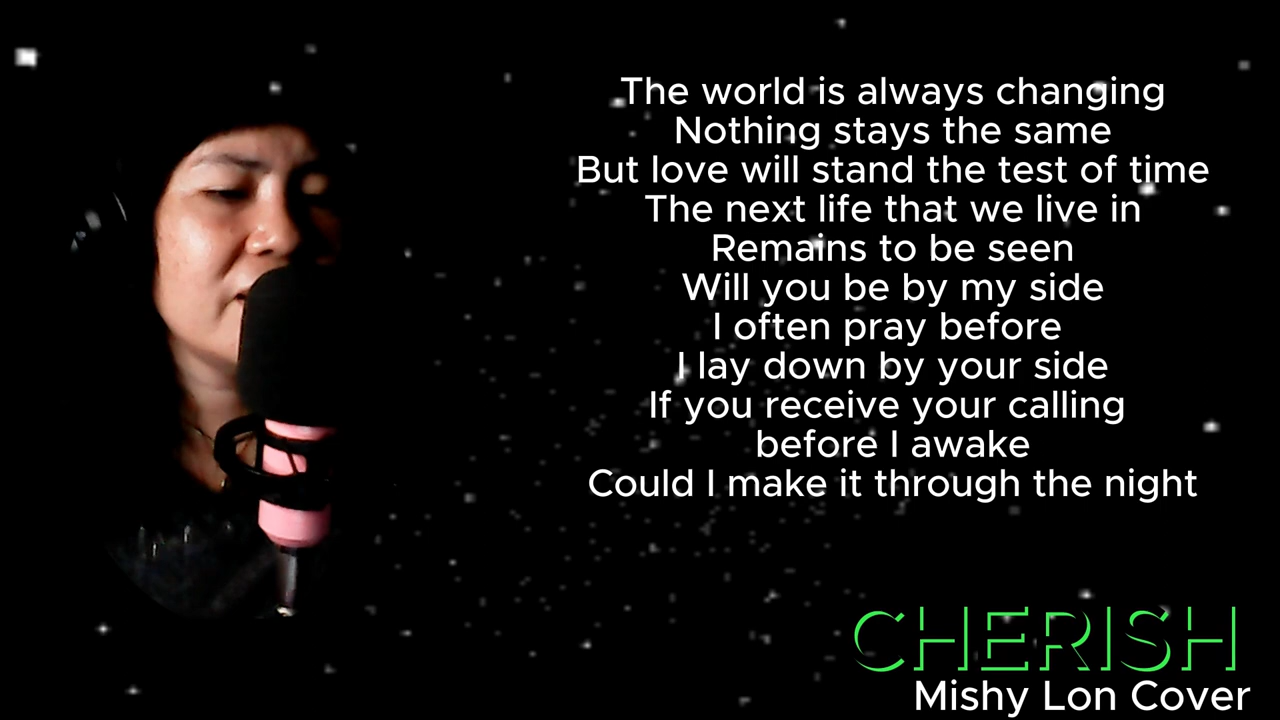 The world is always changing
Nothing stays the same
But love will stand the test of time
The next life that we live in
Remains to be seen
Will you be by my side
I often pray before
I lay down by your side
If you receive your calling
before I awake
Could I make it through the night
CHERISH
Mishy Lon Cover